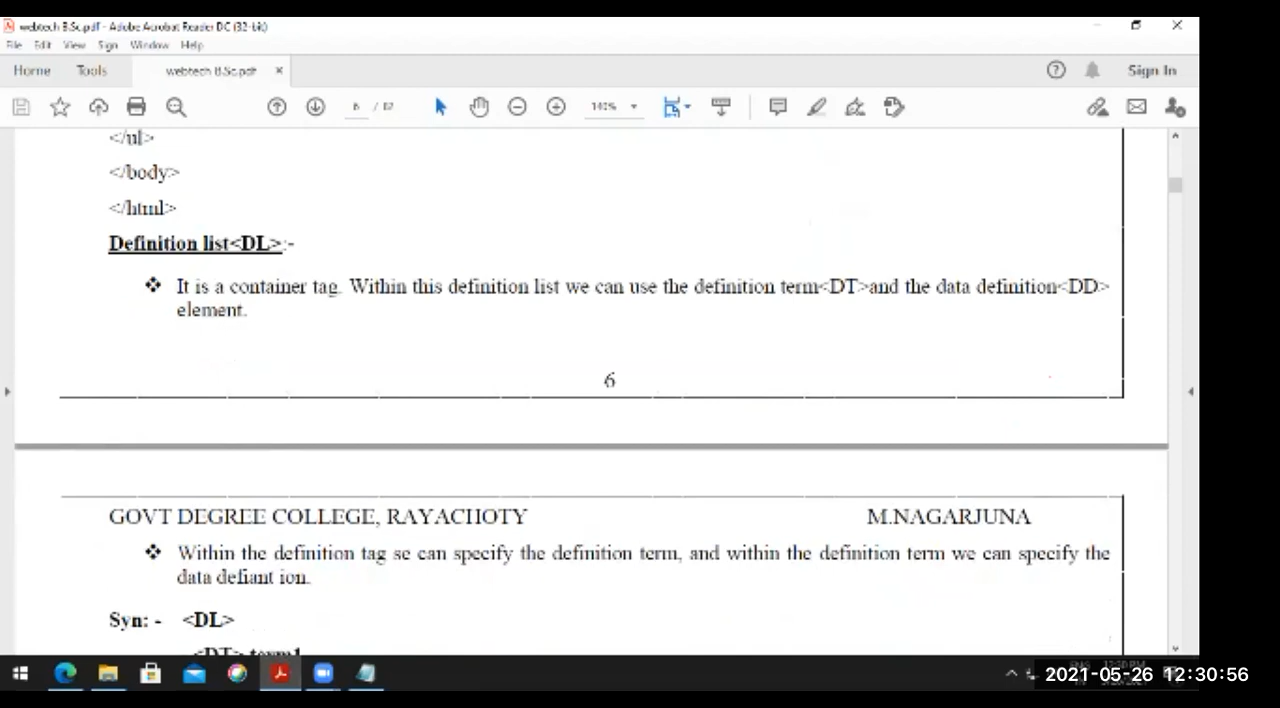 webtech B.Sc.pdf - Adobe Acrobat Reader DC (32-bit)
File Edit View Sign Window Help
Home Tools webtech B.Sc.pdf × Sign In
6 / 140%
</ul>
</body>
</html>
Definition list<DL>:-
❖ It is a container tag. Within this definition list we can use the definition term<DT>and the data definition<DD>
element.
6
GOVT DEGREE COLLEGE, RAYACHOTY M.NAGARJUNA
❖ Within the definition tag se can specify the definition term, and within the definition term we can specify the
data defiant ion.
Syn: - <DL>
<DT> term1
2021-05-26 12:30:56